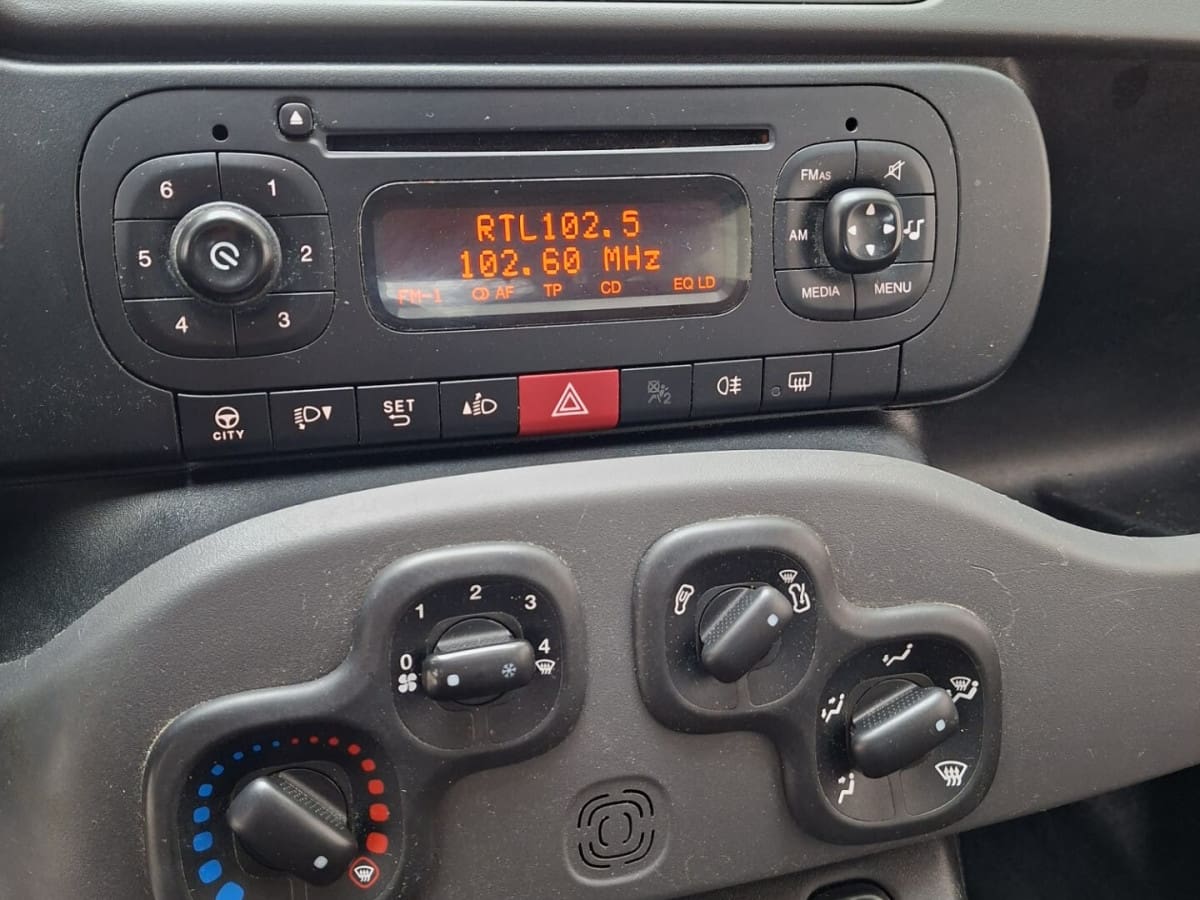 6 1
5 2
4 3
RTL102.5
102.60 MHz
FM-1 AF TP CD EQ LD
FMAS
AM
MEDIA MENU
CITY
SET
2
1 2 3
0 4